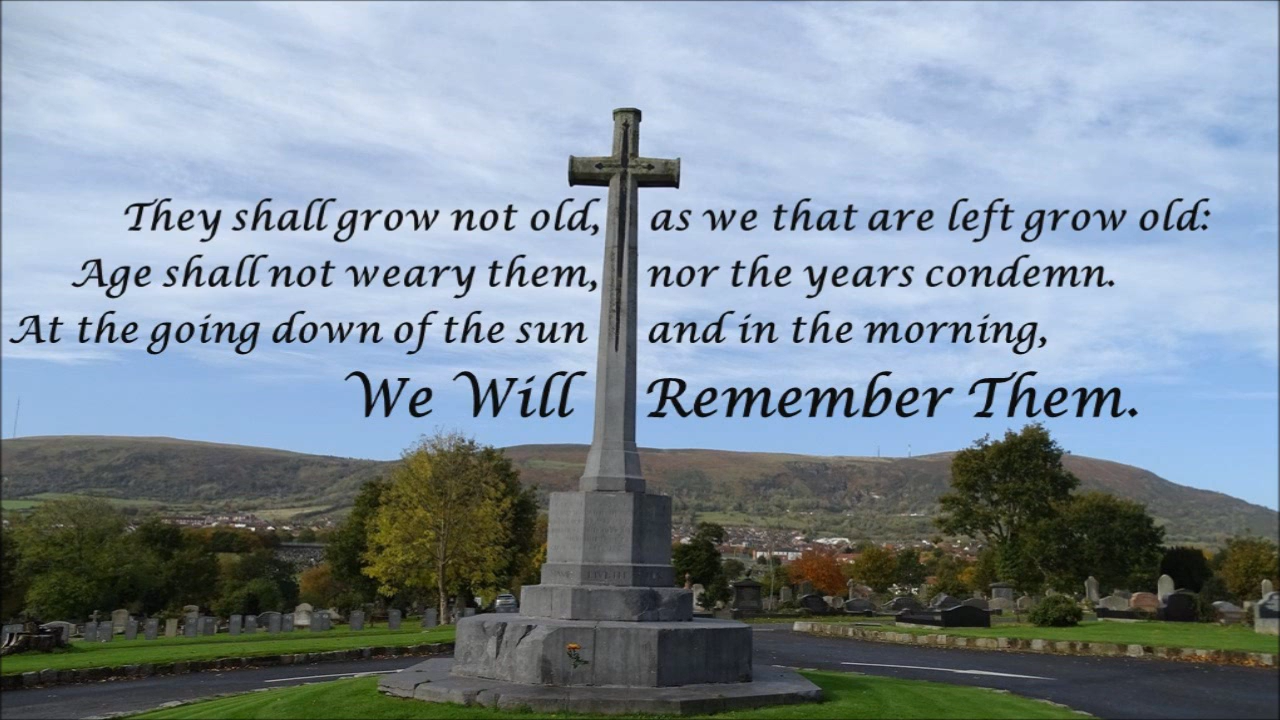 They shall grow not old, as we that are left grow old:
Age shall not weary them, nor the years condemn.
At the going down of the sun and in the morning,
We Will Remember Them.